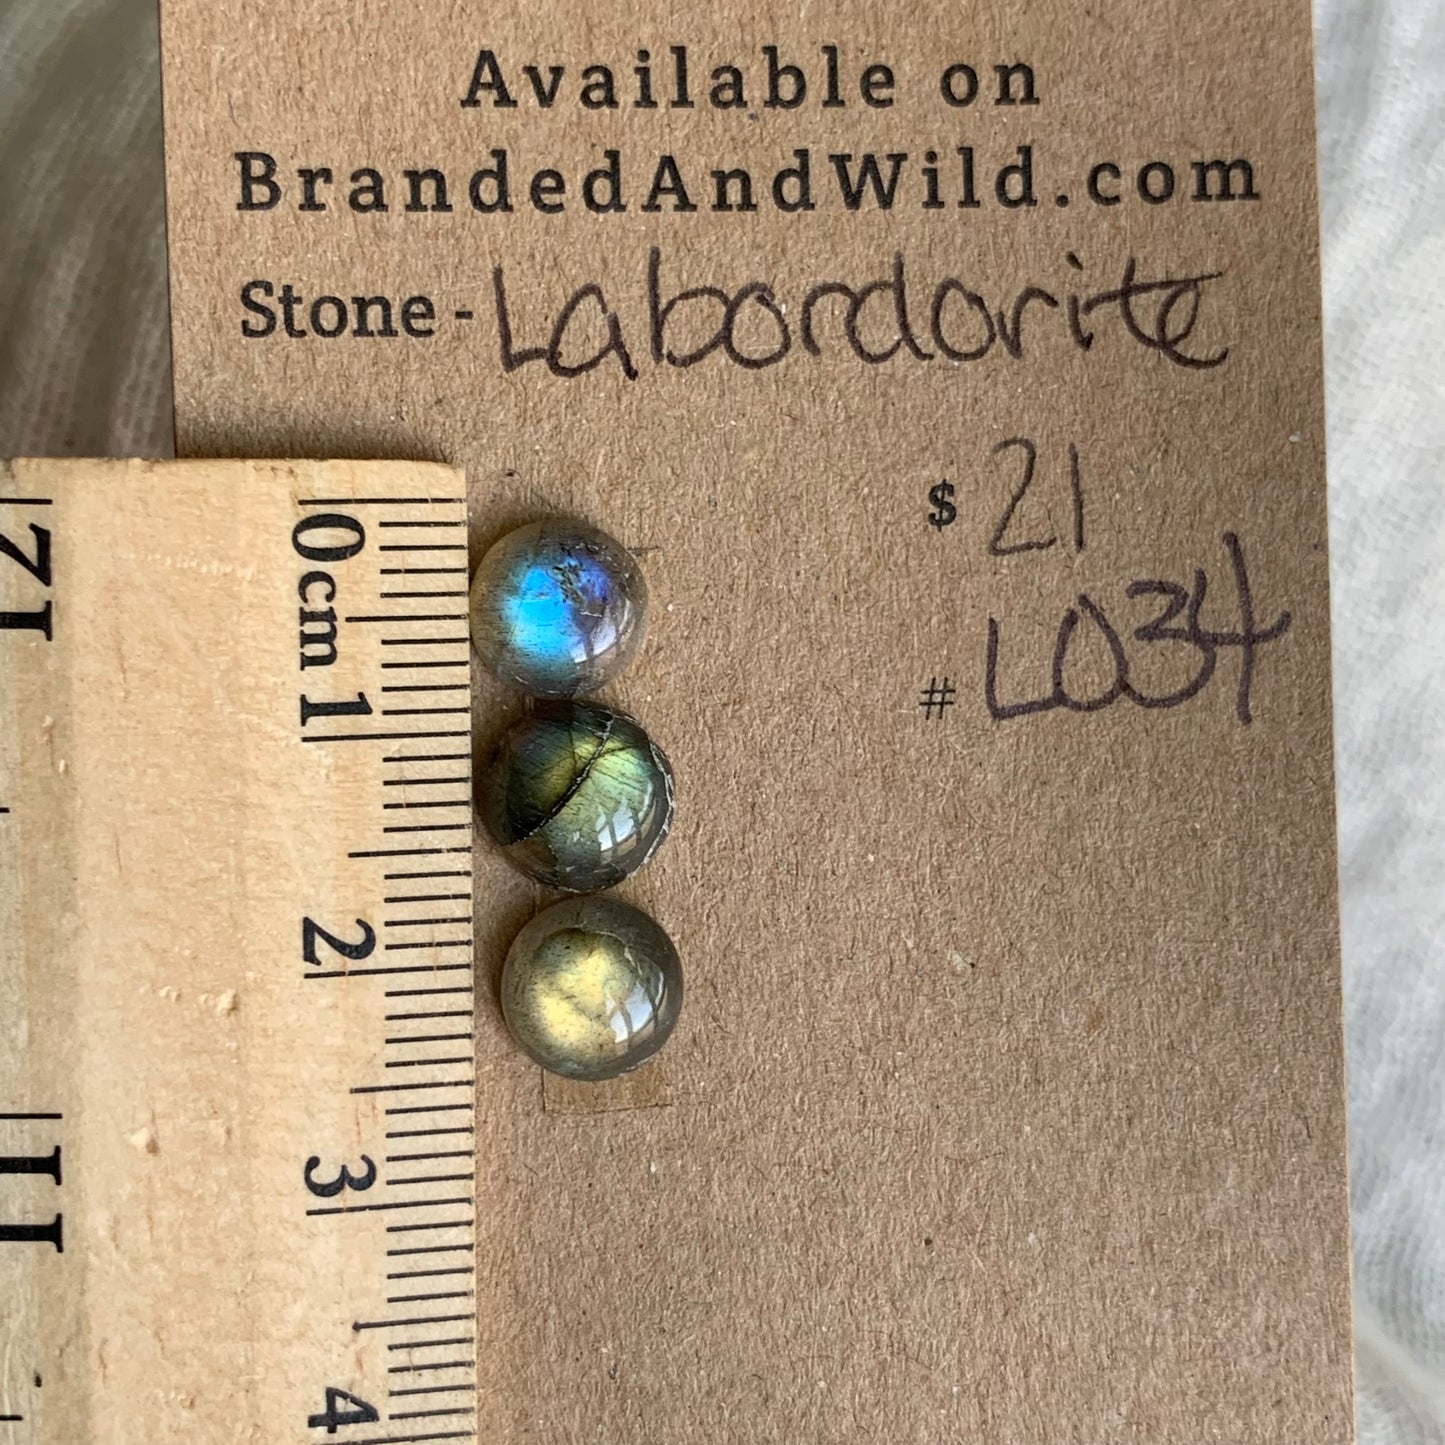 Available on
BrandedAndWild.com
Stone - Labordorite
$ 21
# L034
0cm 1
2
3
4
12
11